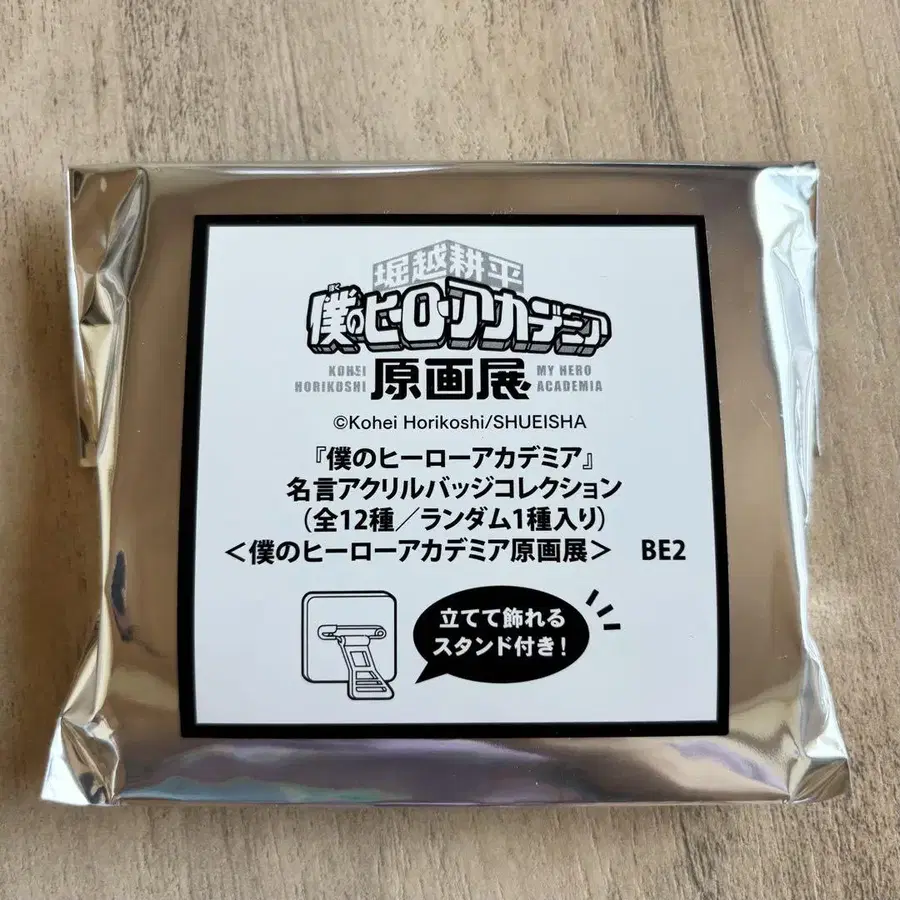 堀越耕平
僕のヒーローアカデミア
ぼく
KOHEI HORIKOSHI 原画展 MY HERO ACADEMIA
©Kohei Horikoshi/SHUEISHA
『僕のヒーローアカデミア』
名言アクリルバッジコレクション
（全12種／ランダム1種入り）
＜僕のヒーローアカデミア原画展＞ BE2
立てて飾れる
スタンド付き！